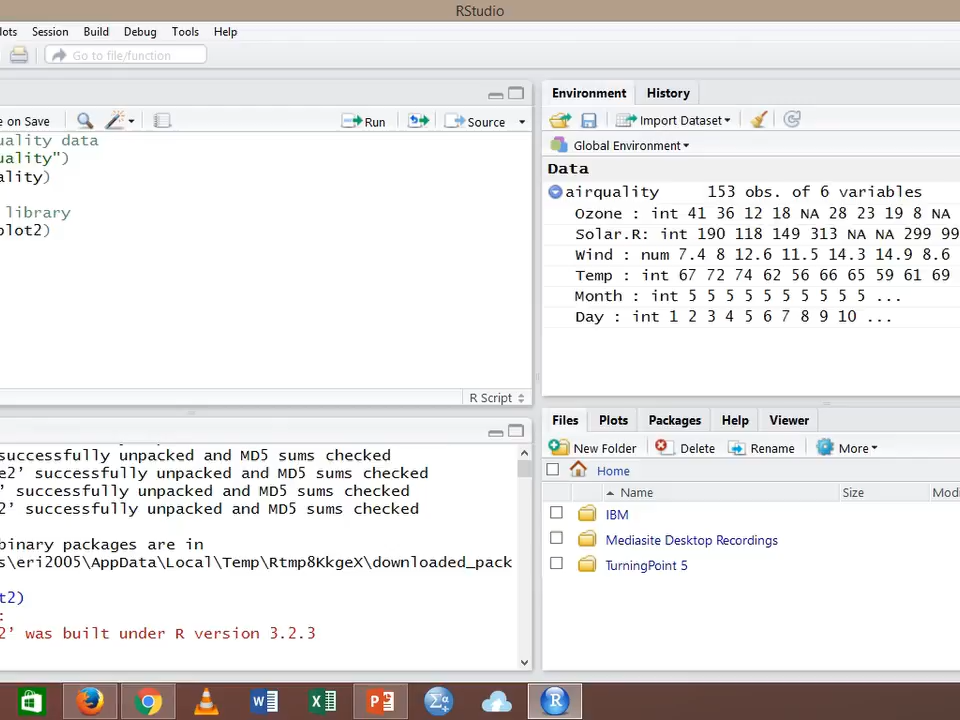 RStudio
lots Session Build Debug Tools Help
Go to file/function
e on Save Run Source
uality data
uality")
ality)
library
plot2)
R Script
successfully unpacked and MD5 sums checked
e2’ successfully unpacked and MD5 sums checked
’ successfully unpacked and MD5 sums checked
2’ successfully unpacked and MD5 sums checked
binary packages are in
s\eri2005\AppData\Local\Temp\Rtmp8KkgeX\downloaded_pack
t2)
:
2’ was built under R version 3.2.3
Environment History
Import Dataset
Global Environment
Data
airquality 153 obs. of 6 variables
Ozone : int 41 36 12 18 NA 28 23 19 8 NA
Solar.R: int 190 118 149 313 NA NA 299 99
Wind : num 7.4 8 12.6 11.5 14.3 14.9 8.6
Temp : int 67 72 74 62 56 66 65 59 61 69
Month : int 5 5 5 5 5 5 5 5 5 5 ...
Day : int 1 2 3 4 5 6 7 8 9 10 ...
Files Plots Packages Help Viewer
New Folder Delete Rename More
Home
Name Size Modi
IBM
Mediasite Desktop Recordings
TurningPoint 5